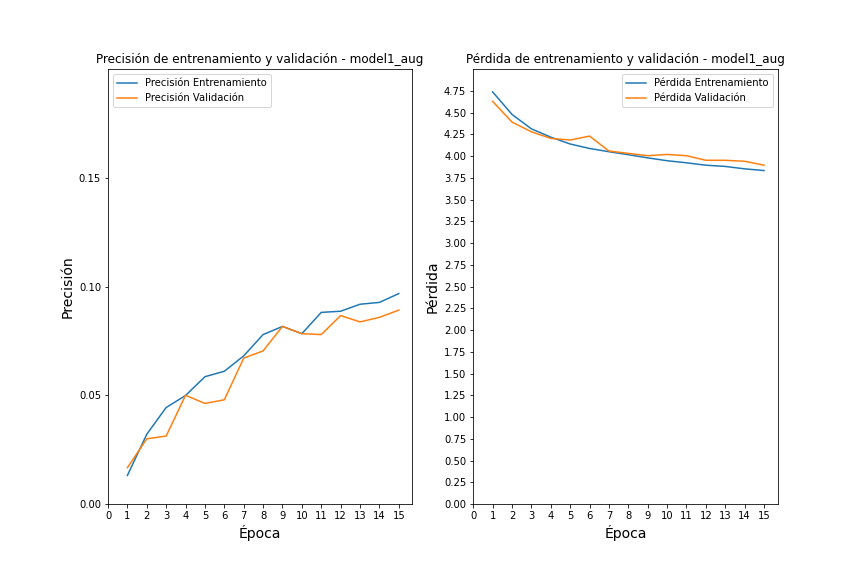 Precisión de entrenamiento y validación - model1_aug
Precisión Entrenamiento
Precisión Validación
0.15
0.10
0.05
0.00
Precisión
0 1 2 3 4 5 6 7 8 9 10 11 12 13 14 15
Época
Pérdida de entrenamiento y validación - model1_aug
Pérdida Entrenamiento
Pérdida Validación
4.75
4.50
4.25
4.00
3.75
3.50
3.25
3.00
2.75
2.50
2.25
2.00
1.75
1.50
1.25
1.00
0.75
0.50
0.25
0.00
Pérdida
0 1 2 3 4 5 6 7 8 9 10 11 12 13 14 15
Época